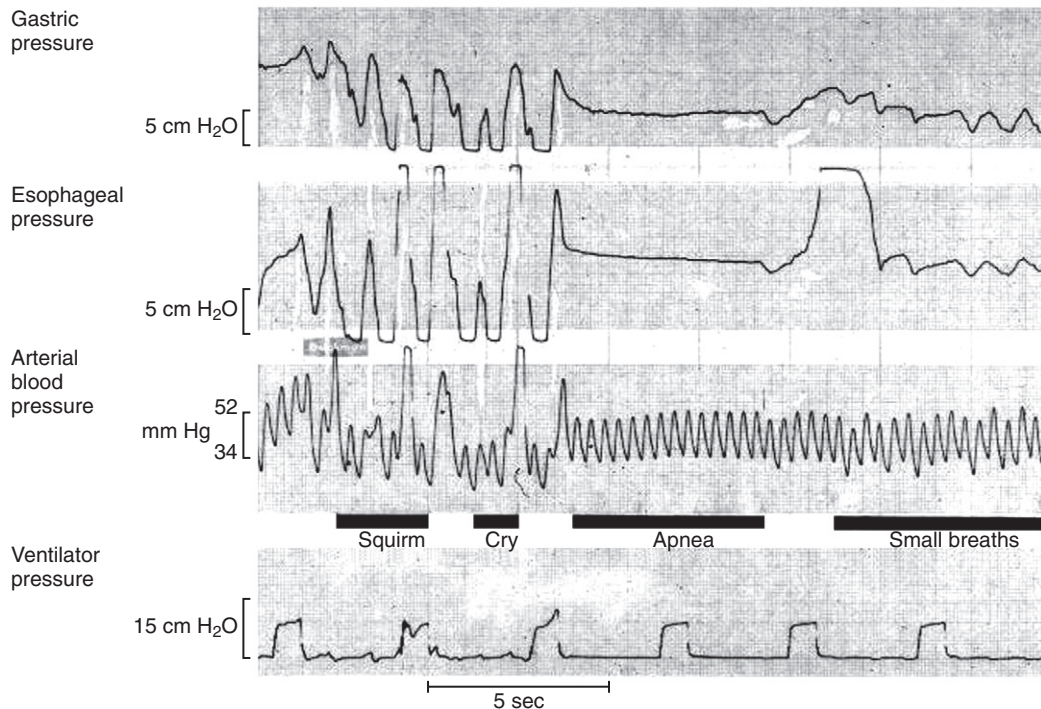 Gastric
pressure
5 cm H₂O
Esophageal
pressure
5 cm H₂O
Arterial
blood
pressure
52
mm Hg
34
Squirm
Cry
Apnea
Small breaths
Ventilator
pressure
15 cm H₂O
5 sec